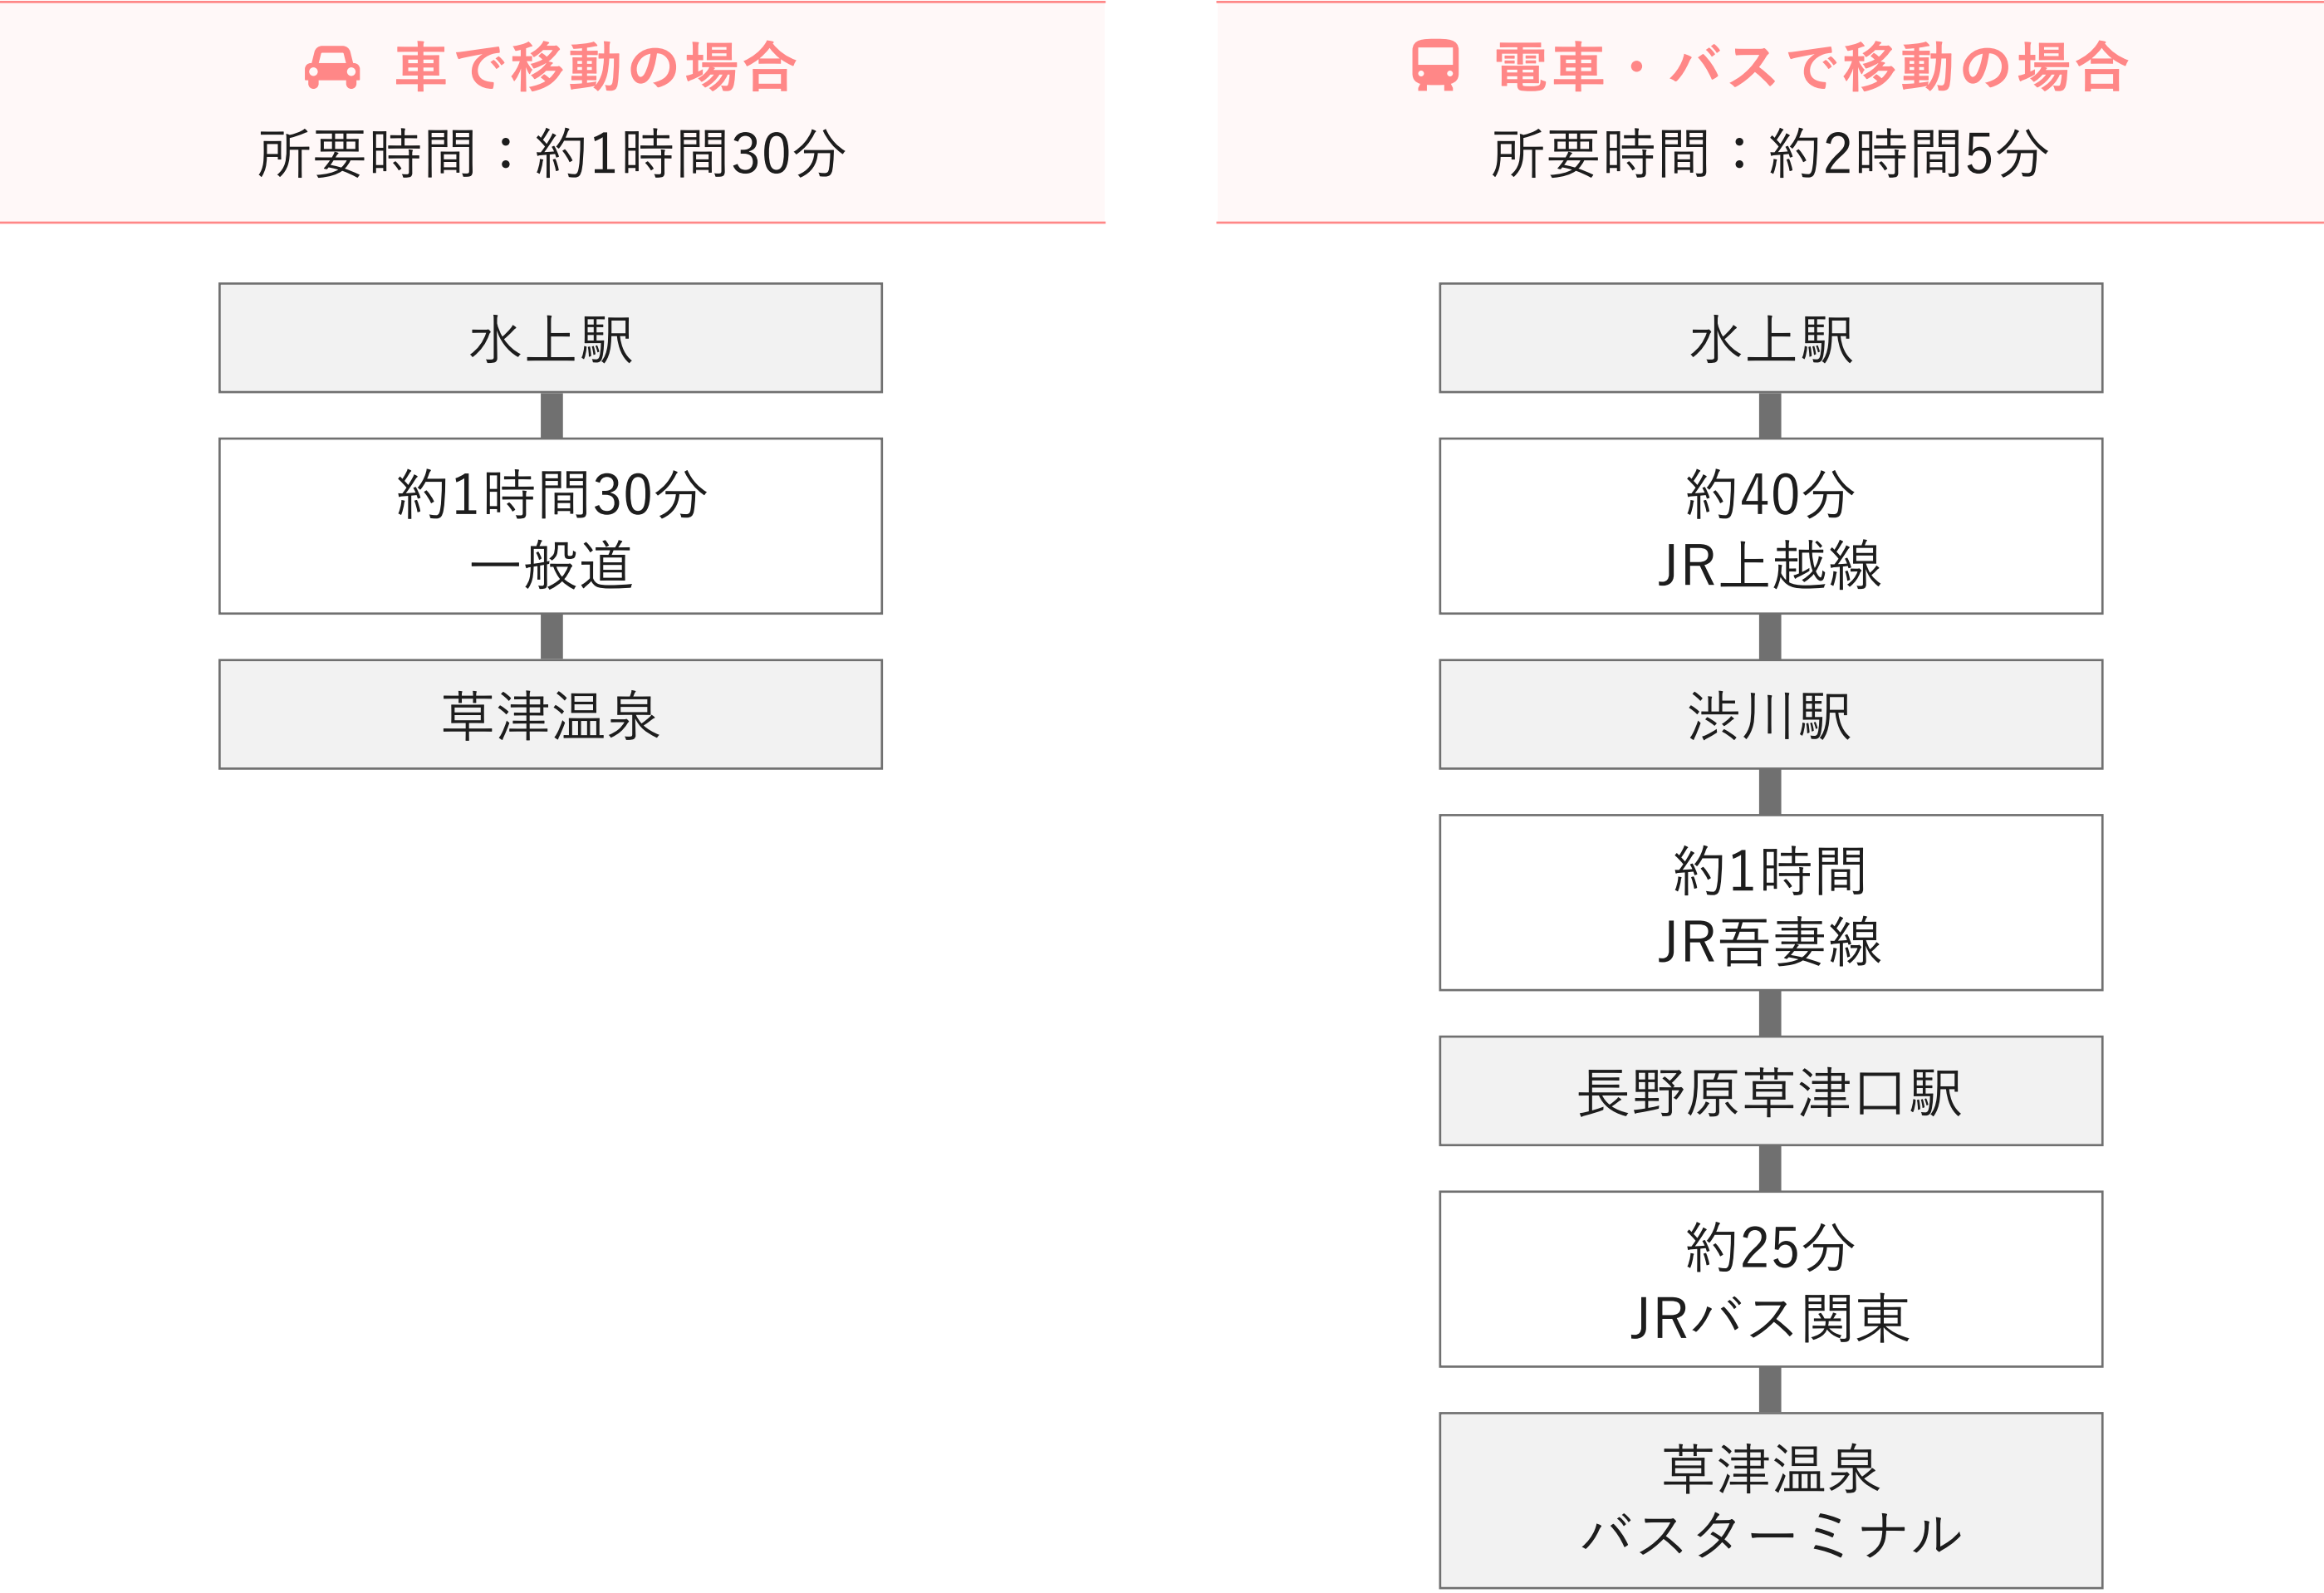 車で移動の場合
所要時間：約1時間30分
水上駅
約1時間30分
一般道
草津温泉
電車・バスで移動の場合
所要時間：約2時間5分
水上駅
約40分
JR上越線
渋川駅
約1時間
JR吾妻線
長野原草津口駅
約25分
JRバス関東
草津温泉
バスターミナル